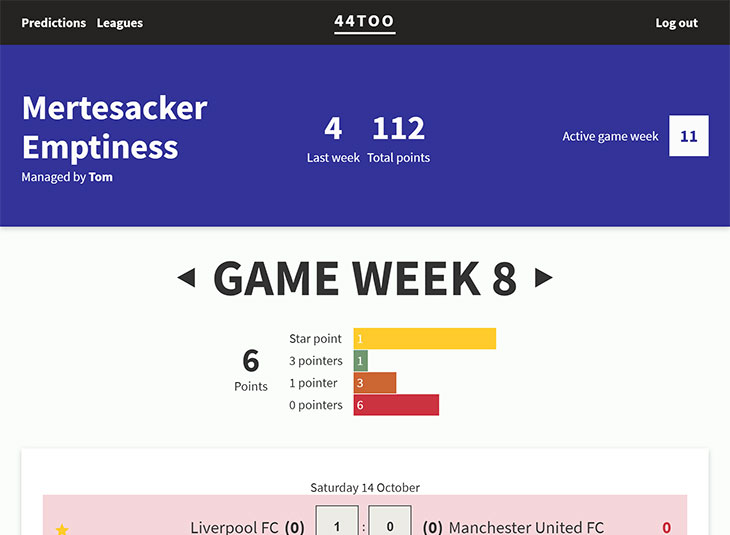 Predictions Leagues 44TOO Log out
Mertesacker
Emptiness
Managed by Tom
4 112
Last week Total points
Active game week 11
GAME WEEK 8
6
Points
Star point 1
3 pointers 1
1 pointer 3
0 pointers 6
Saturday 14 October
Liverpool FC (0) 1 : 0 (0) Manchester United FC 0